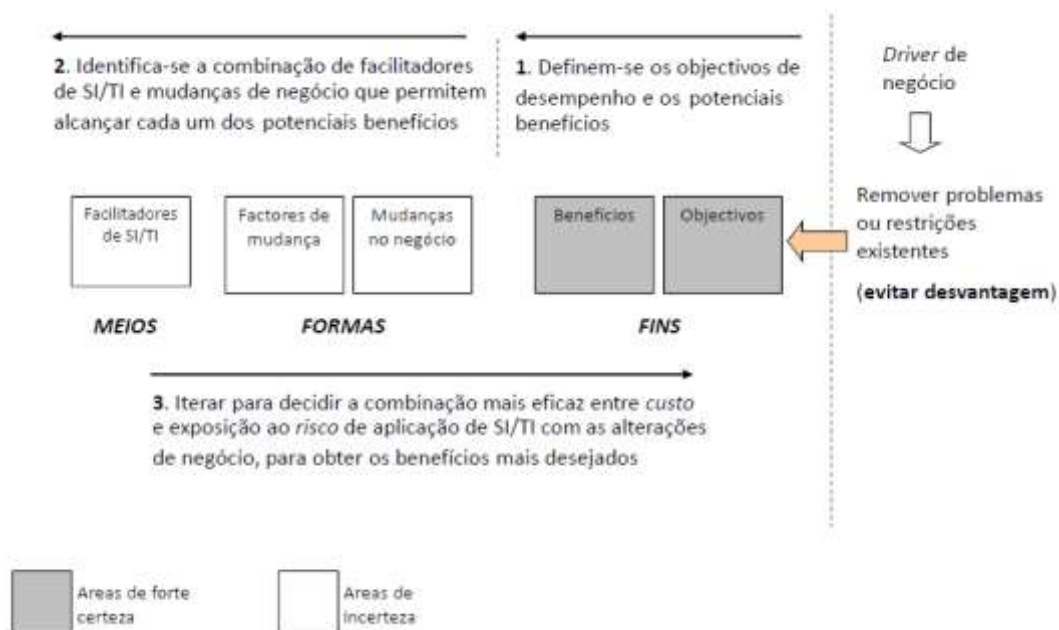 2. Identifica-se a combinação de facilitadores
de SI/TI e mudanças de negócio que permitem
alcançar cada um dos potenciais benefícios
1. Definem-se os objectivos de
desempenho e os potenciais
benefícios
Driver de
negócio
Facilitadores
de SI/TI
Factores de
mudança
Mudanças
no negócio
Benefícios
Objectivos
Remover problemas
ou restrições
existentes
(evitar desvantagem)
MEIOS
FORMAS
FINS
3. Iterar para decidir a combinação mais eficaz entre custo
e exposição ao risco de aplicação de SI/TI com as alterações
de negócio, para obter os benefícios mais desejados
Areas de forte
certeza
Areas de
incerteza